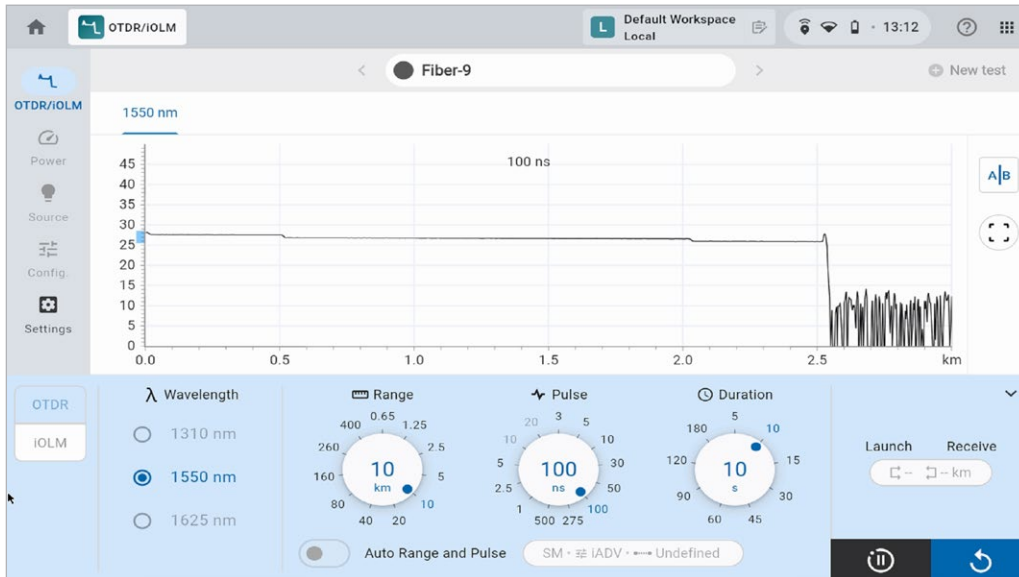 OTDR/iOLM
L
Default Workspace
Local
13:12
OTDR/iOLM
Fiber-9
New test
Power
Source
Config.
Settings
1550 nm
100 ns
45
40
35
30
25
20
15
10
5
0
0.0 0.5 1.0 1.5 2.0 2.5 km
A B
OTDR
iOLM
λ Wavelength
1310 nm
1550 nm
1625 nm
Range
0.65
400 1.25
260 2.5
160 5
80 10
40 20
10
km
Pulse
20 3 5
10 10
5 30
2.5 50
1 100
500 275
100
ns
Duration
5
180 10
120 15
90 30
60 45
10
s
Auto Range and Pulse
SM · iADV · Undefined
Launch Receive
-- -- km